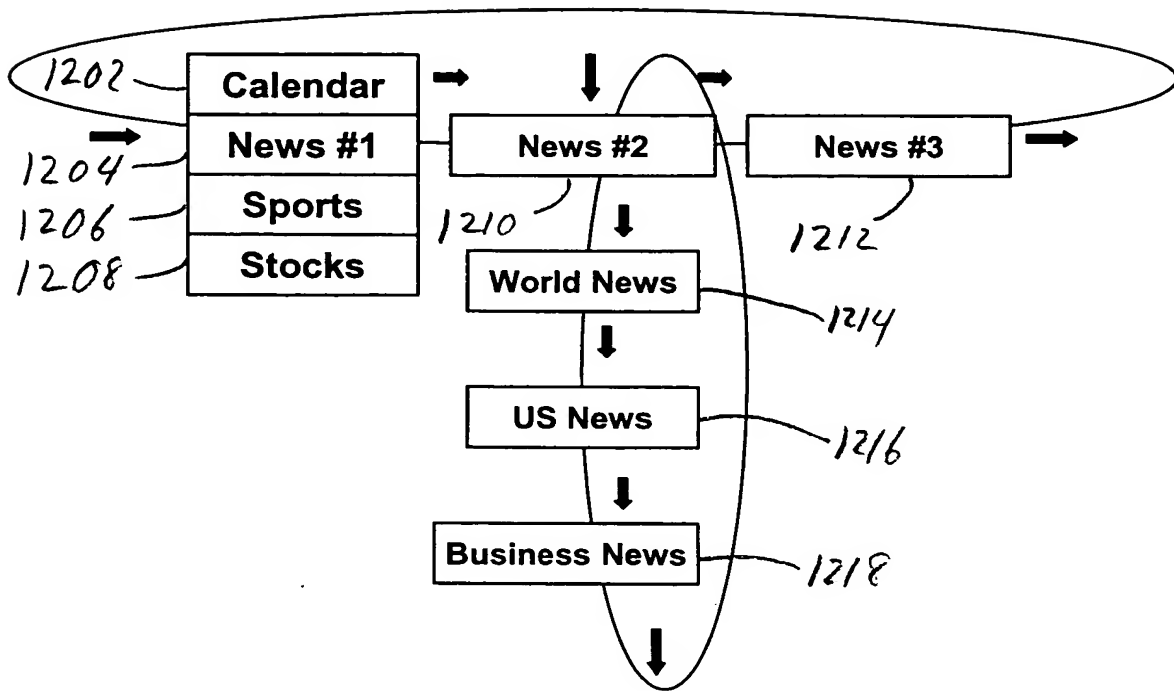 1202
Calendar
News #1
News #2
News #3
1204
Sports
1206
1210
1212
Stocks
1208
World News
1214
US News
1216
Business News
1218